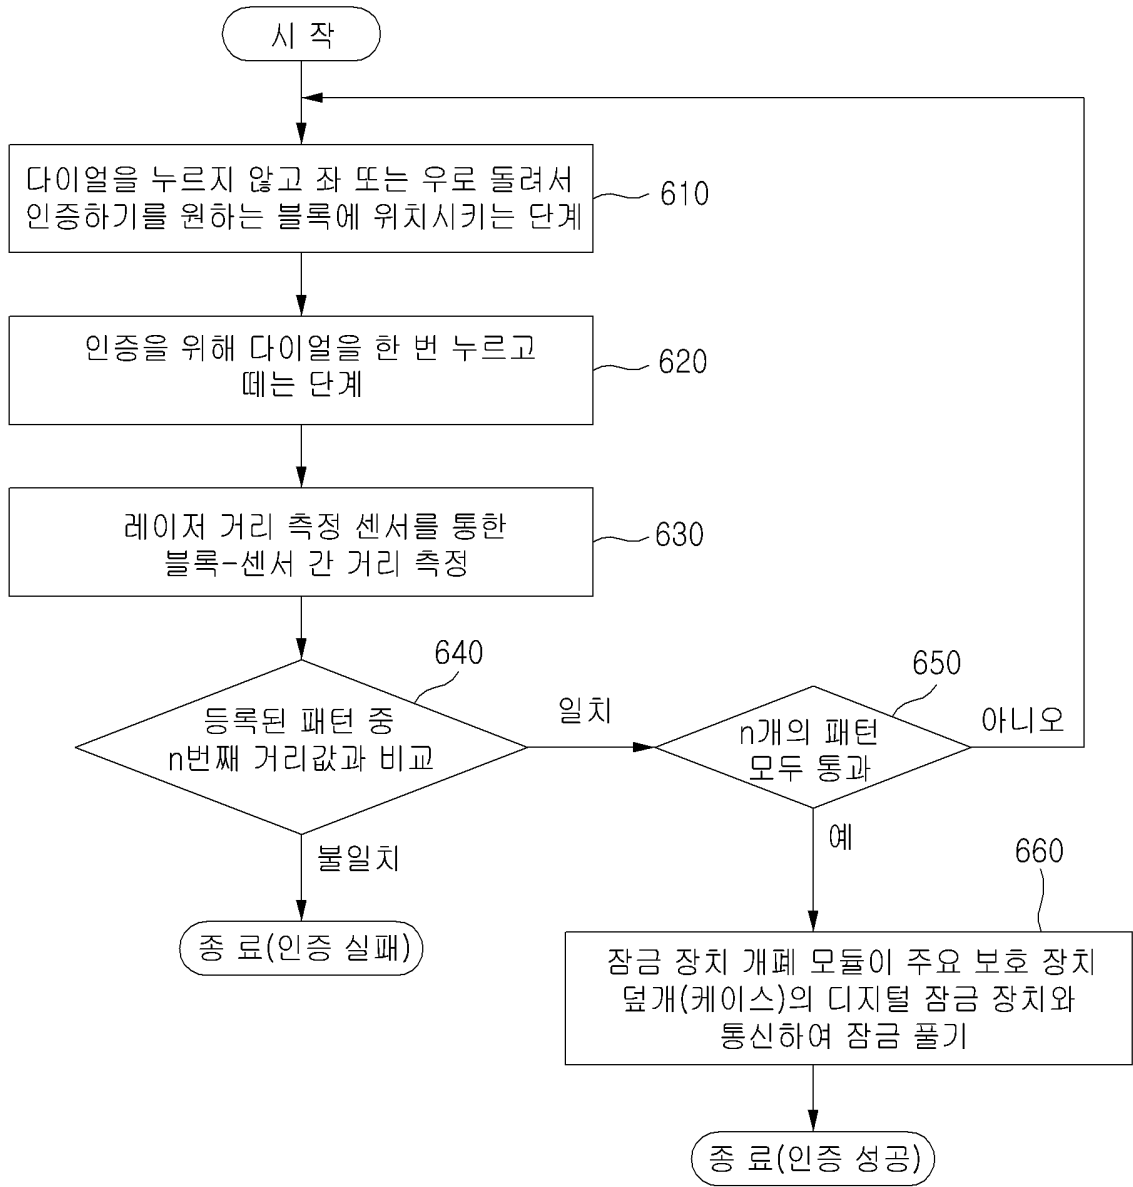 시 작
다이얼을 누르지 않고 좌 또는 우로 돌려서
인증하기를 원하는 블록에 위치시키는 단계
610
인증을 위해 다이얼을 한 번 누르고
떼는 단계
620
레이저 거리 측정 센서를 통한
블록-센서 간 거리 측정
630
640
등록된 패턴 중
n번째 거리값과 비교
일치
650
n개의 패턴
모두 통과
아니오
불일치
예
종 료(인증 실패)
660
잠금 장치 개폐 모듈이 주요 보호 장치
덮개(케이스)의 디지털 잠금 장치와
통신하여 잠금 풀기
종 료(인증 성공)